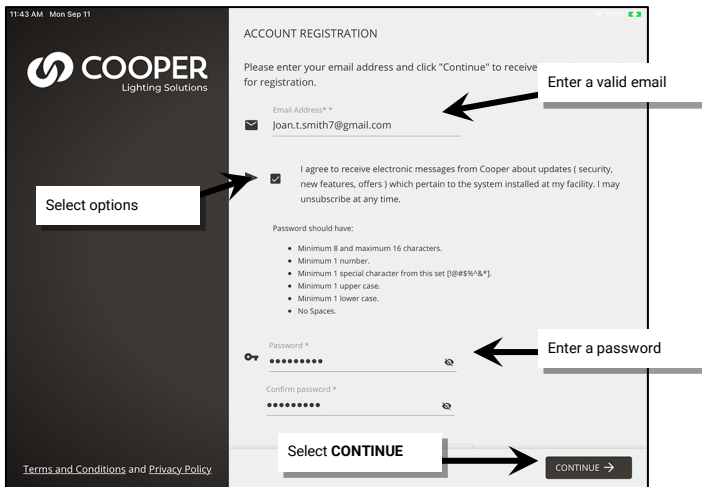 11:43 AM Mon Sep 11
COOPER
Lighting Solutions
ACCOUNT REGISTRATION
Please enter your email address and click "Continue" to receive
for registration.
Enter a valid email
Email Address* *
Joan.t.smith7@gmail.com
I agree to receive electronic messages from Cooper about updates ( security,
new features, offers ) which pertain to the system installed at my facility. I may
unsubscribe at any time.
Select options
Password should have:
• Minimum 8 and maximum 16 characters.
• Minimum 1 number.
• Minimum 1 special character from this set [!@#$%^&*].
• Minimum 1 upper case.
• Minimum 1 lower case.
• No Spaces.
Enter a password
Password *
•••••••••
Confirm password *
•••••••••
Select CONTINUE
Terms and Conditions and Privacy Policy
CONTINUE →